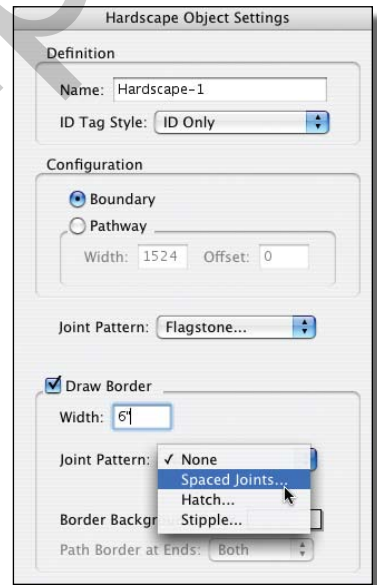 Hardscape Object Settings
Definition
Name: Hardscape-1
ID Tag Style: ID Only
Configuration
Boundary
Pathway
Width: 1524 Offset: 0
Joint Pattern: Flagstone...
Draw Border
Width: 6"
Joint Pattern: ✓ None
Spaced Joints...
Hatch...
Stipple...
Border Backgr
Path Border at Ends: Both